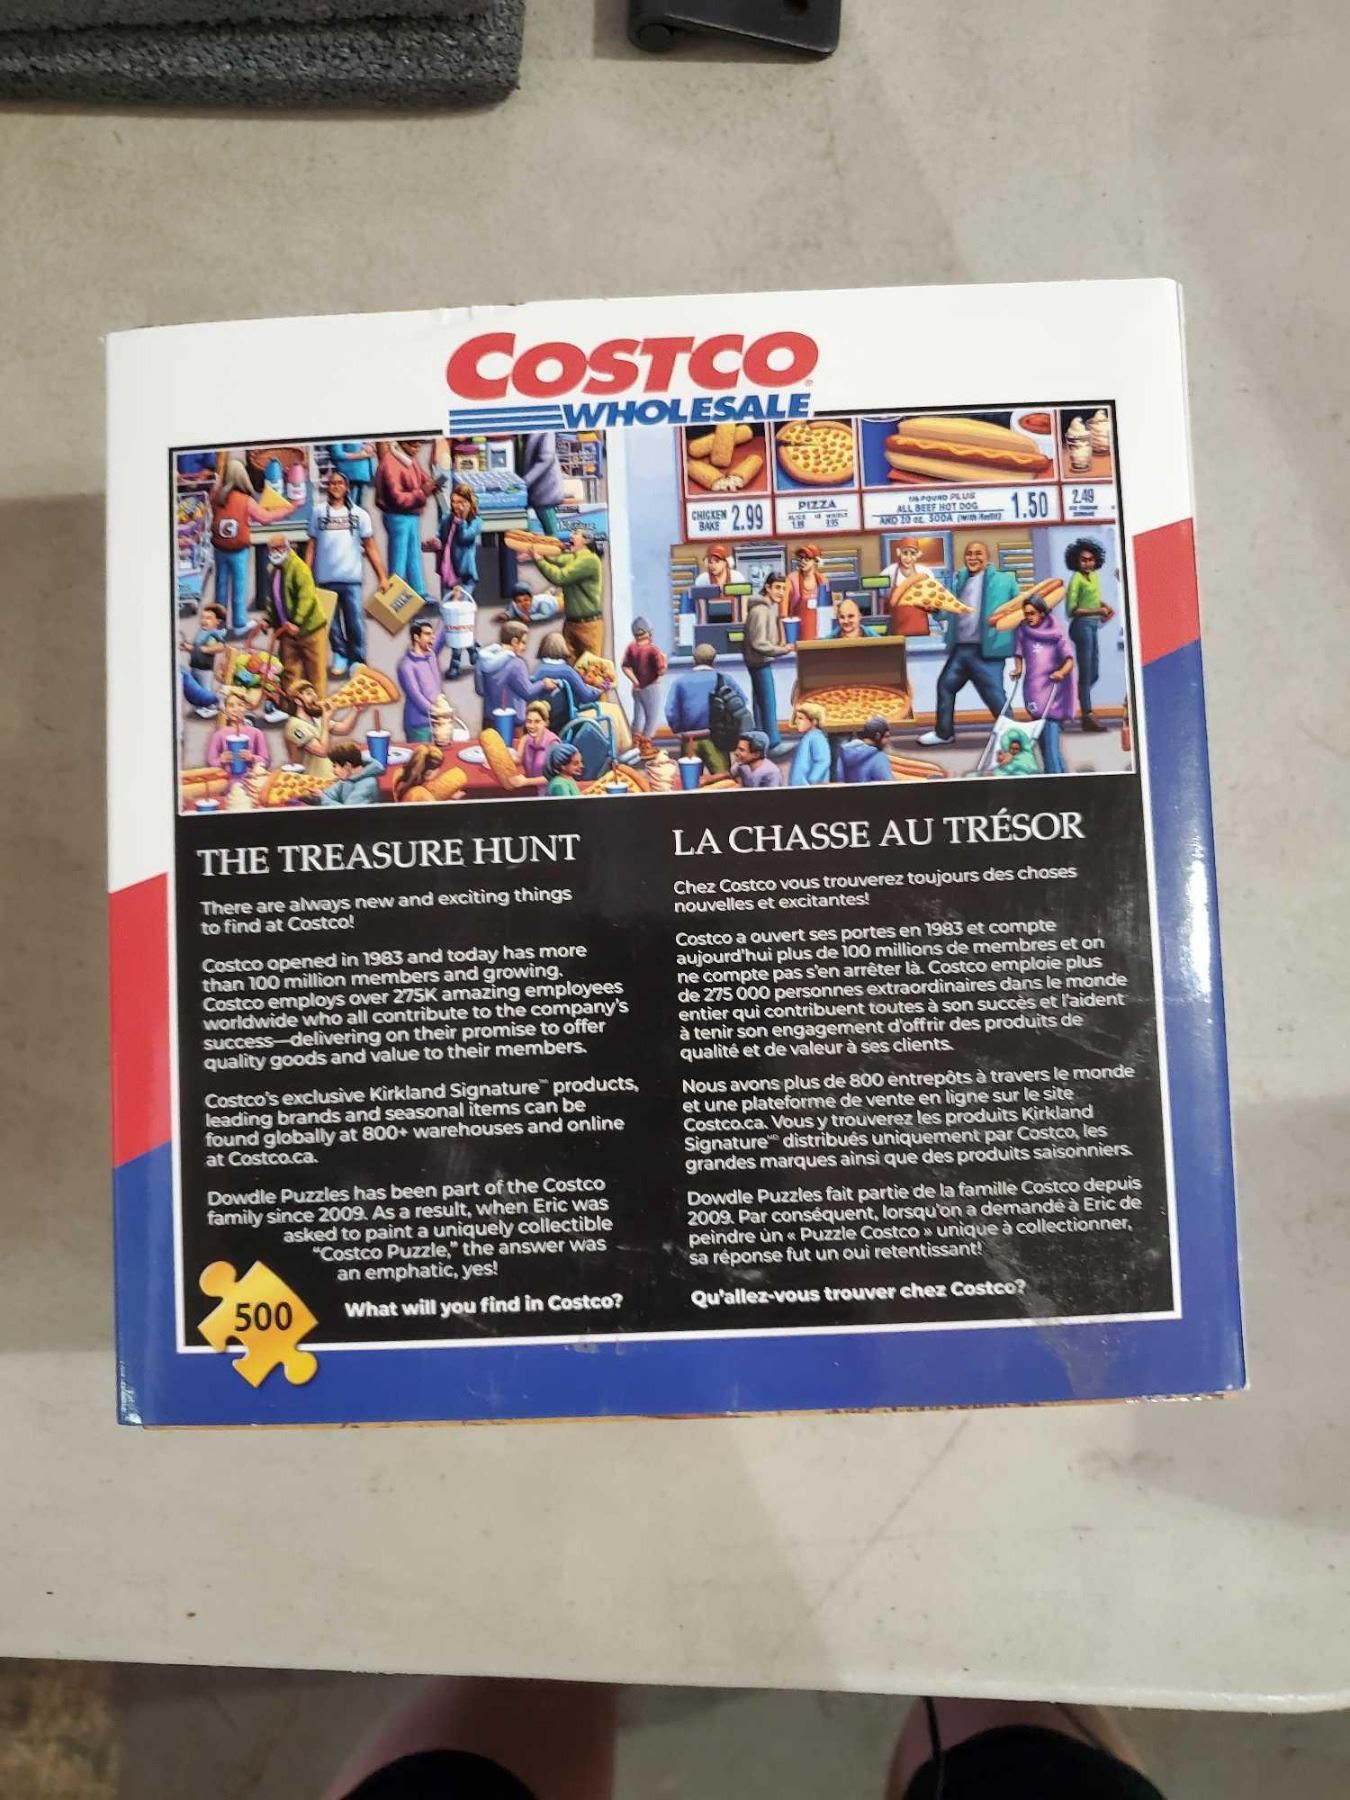 COSTCO
WHOLESALE
CHICKEN
BAKE 2.99
PIZZA
1.99
ALL BEEF HOT DOG
AND 20 oz. SODA (with Refill)
1.50
2.49
THE TREASURE HUNT
There are always new and exciting things
to find at Costco!
Costco opened in 1983 and today has more
than 100 million members and growing.
Costco employs over 275K amazing employees
worldwide who all contribute to the company's
success—delivering on their promise to offer
quality goods and value to their members.
Costco's exclusive Kirkland Signature™ products,
leading brands and seasonal items can be
found globally at 800+ warehouses and online
at Costco.ca.
Dowdle Puzzles has been part of the Costco
family since 2009. As a result, when Eric was
asked to paint a uniquely collectible
"Costco Puzzle," the answer was
an emphatic, yes!
What will you find in Costco?
500
LA CHASSE AU TRÉSOR
Chez Costco vous trouverez toujours des choses
nouvelles et excitantes!
Costco a ouvert ses portes en 1983 et compte
aujourd'hui plus de 100 millions de membres et on
ne compte pas s'en arrêter là. Costco emploie plus
de 275 000 personnes extraordinaires dans le monde
entier qui contribuent toutes à son succès et l'aident
à tenir son engagement d'offrir des produits de
qualité et de valeur à ses clients.
Nous avons plus de 800 entrepôts à travers le monde
et une plateforme de vente en ligne sur le site
Costco.ca. Vous y trouverez les produits Kirkland
Signature™ᶜ distribués uniquement par Costco, les
grandes marques ainsi que des produits saisonniers.
Dowdle Puzzles fait partie de la famille Costco depuis
2009. Par conséquent, lorsqu'on a demandé à Eric de
peindre un « Puzzle Costco » unique à collectionner,
sa réponse fut un oui retentissant!
Qu'allez-vous trouver chez Costco?